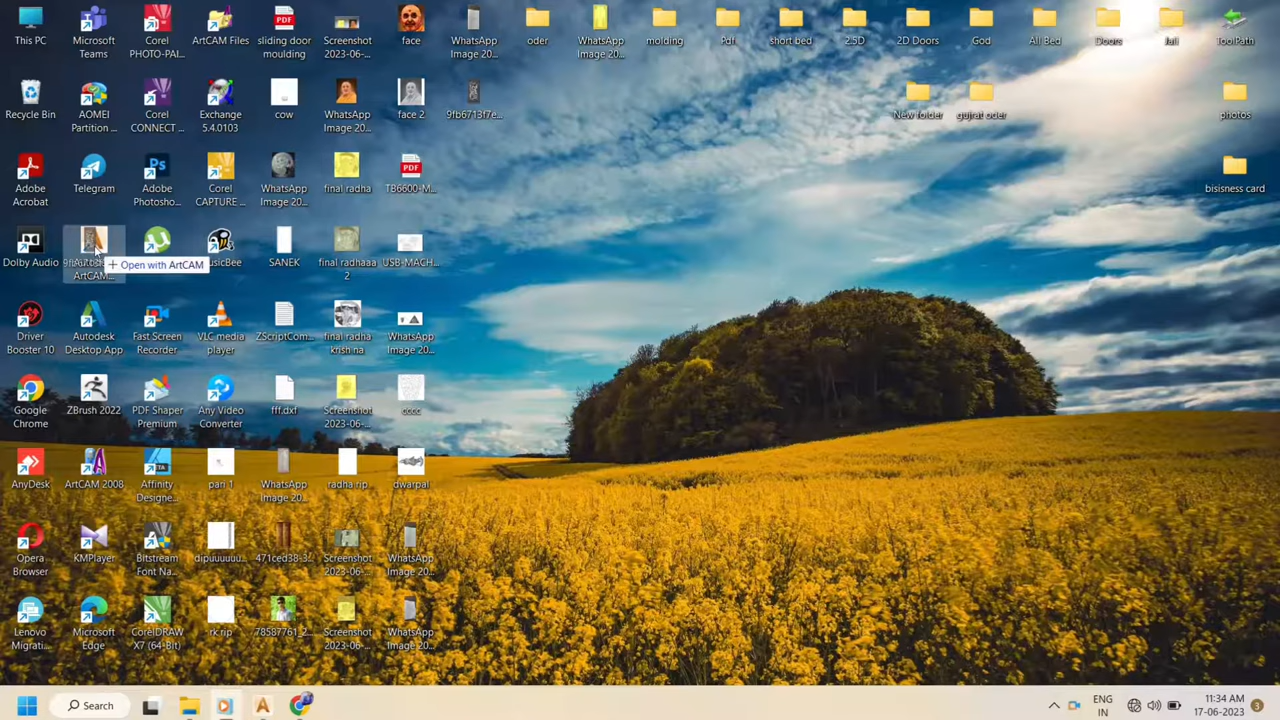 This PC
Microsoft
Teams
Corel
PHOTO-PAI...
ArtCAM Files
sliding door
moulding
Screenshot
2023-06-...
face
WhatsApp
Image 20...
oder
WhatsApp
Image 20...
molding
Pdf
short bed
2.5D
2D Doors
God
All Bed
Doors
Jali
ToolPath
Recycle Bin
AOMEI
Partition ...
Corel
CONNECT ...
Exchange
5.4.0103
cow
WhatsApp
Image 20...
face 2
9fb6713f7e...
New folder
gujrat oder
photos
Adobe
Acrobat
Telegram
Adobe
Photosho...
Corel
CAPTURE ...
WhatsApp
Image 20...
final radha
TB6600-M...
bisisness card
Dolby Audio
ArtCAM...
+ Open with ArtCAM
MusicBee
SANEK
final radhaaa
2
USB-MACH...
Driver
Booster 10
Autodesk
Desktop App
Fast Screen
Recorder
VLC media
player
ZScriptCom...
final radha
krish na
WhatsApp
Image 20...
Google
Chrome
ZBrush 2022
PDF Shaper
Premium
Any Video
Converter
fff.dxf
Screenshot
2023-06-...
cccc
AnyDesk
ArtCAM 2008
Affinity
Designe...
pari 1
WhatsApp
Image 20...
radha rip
dwarpal
Opera
Browser
KMPlayer
Bitstream
Font Na...
dipuuuuuu...
471ced38-3...
Screenshot
2023-06-...
WhatsApp
Image 20...
Lenovo
Migrati...
Microsoft
Edge
CorelDRAW
X7 (64-Bit)
rk rip
78587761_2...
Screenshot
2023-06-...
WhatsApp
Image 20...
Search
ENG
IN
11:34 AM
17-06-2023
3